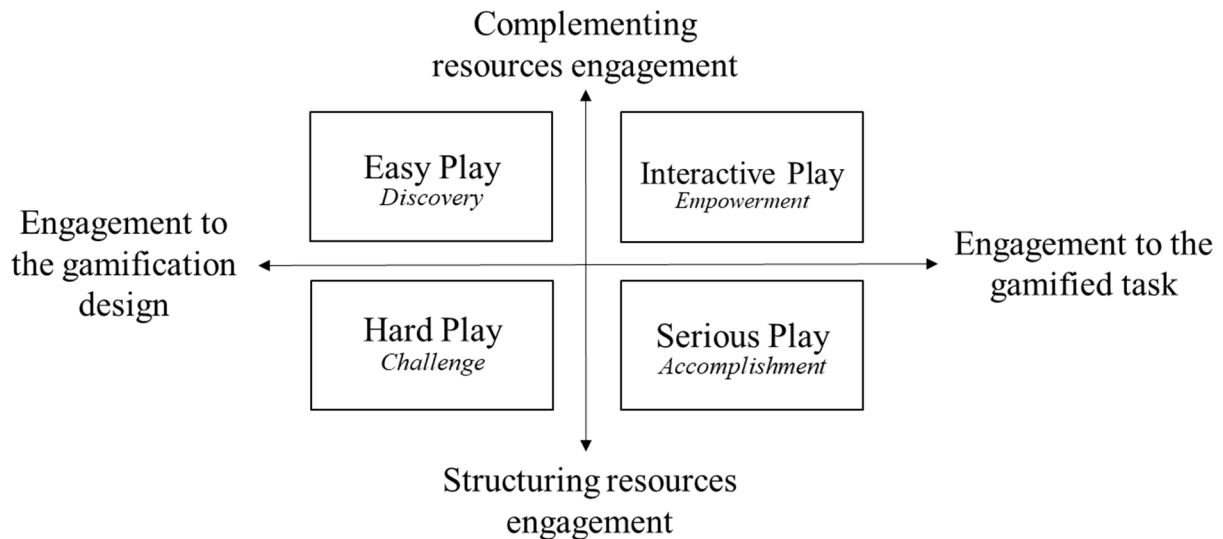 Complementing
resources engagement
Easy Play
Discovery
Interactive Play
Empowerment
Engagement to
the gamification
design
Engagement to the
gamified task
Hard Play
Challenge
Serious Play
Accomplishment
Structuring resources
engagement